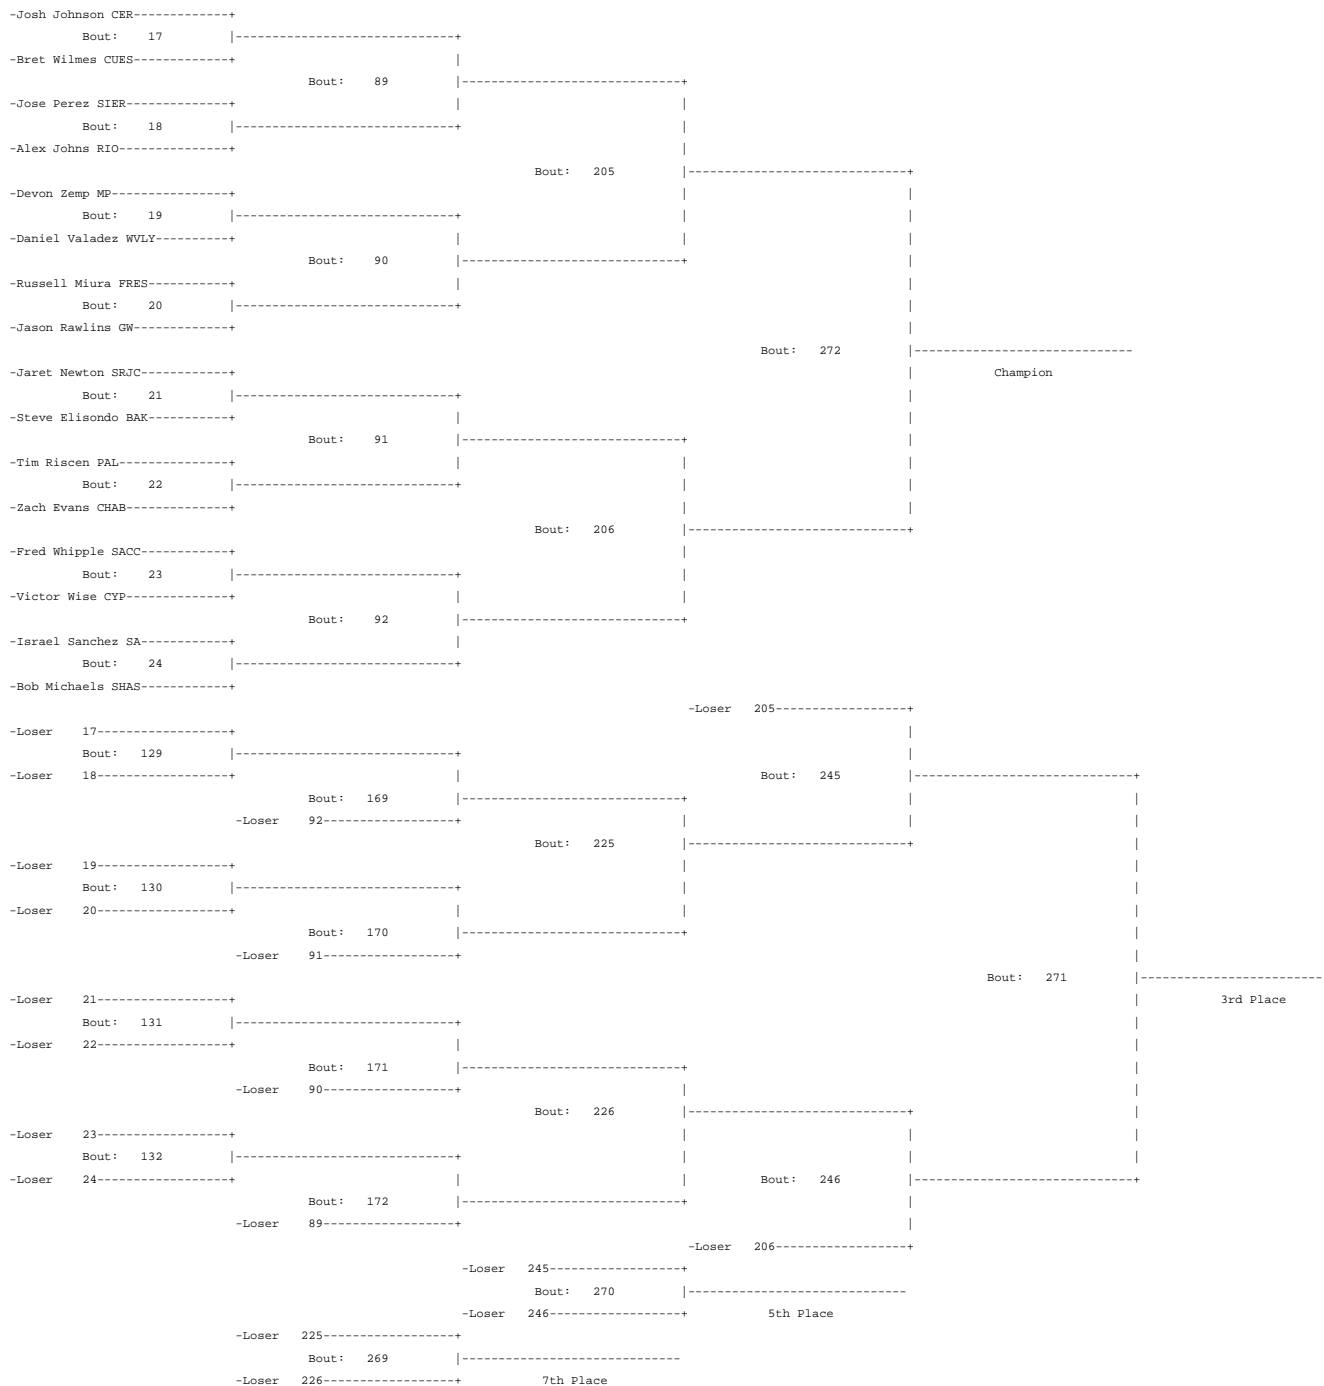 -Josh Johnson CER-------------+
Bout: 17 |------------------------------+
-Bret Wilmes CUES-------------+ |
Bout: 89 |------------------------------+
-Jose Perez SIER--------------+ | |
Bout: 18 |------------------------------+ |
-Alex Johns RIO---------------+ |
Bout: 205 |------------------------------+
-Devon Zemp MP----------------+ | |
Bout: 19 |------------------------------+ | |
-Daniel Valadez WVLY----------+ | | |
Bout: 90 |------------------------------+ |
-Russell Miura FRES-----------+ | |
Bout: 20 |------------------------------+ |
-Jason Rawlins GW-------------+ |
Bout: 272 |------------------------------
-Jaret Newton SRJC------------+ | Champion
Bout: 21 |------------------------------+ |
-Steve Elisondo BAK-----------+ | |
Bout: 91 |------------------------------+ |
-Tim Riscen PAL---------------+ | | |
Bout: 22 |------------------------------+ | |
-Zach Evans CHAB--------------+ | |
Bout: 206 |------------------------------+
-Fred Whipple SACC------------+ |
Bout: 23 |------------------------------+ |
-Victor Wise CYP--------------+ | |
Bout: 92 |------------------------------+
-Israel Sanchez SA------------+ |
Bout: 24 |------------------------------+
-Bob Michaels SHAS------------+
-Loser 205------------------+
-Loser 17------------------+ |
Bout: 129 |------------------------------+ |
-Loser 18------------------+ | Bout: 245 |------------------------------+
Bout: 169 |------------------------------+ | |
-Loser 92------------------+ | | |
Bout: 225 |------------------------------+ |
-Loser 19------------------+ | |
Bout: 130 |------------------------------+ | |
-Loser 20------------------+ | | |
Bout: 170 |------------------------------+ |
-Loser 91------------------+ |
Bout: 271 |-------------------------
-Loser 21------------------+ | 3rd Place
Bout: 131 |------------------------------+ |
-Loser 22------------------+ | |
Bout: 171 |------------------------------+ |
-Loser 90------------------+ | |
Bout: 226 |------------------------------+ |
-Loser 23------------------+ | | |
Bout: 132 |------------------------------+ | | |
-Loser 24------------------+ | | Bout: 246 |------------------------------+
Bout: 172 |------------------------------+ |
-Loser 89------------------+ |
-Loser 206------------------+
-Loser 245------------------+
Bout: 270 |------------------------------
-Loser 246------------------+ 5th Place
-Loser 225------------------+
Bout: 269 |------------------------------
-Loser 226------------------+ 7th Place